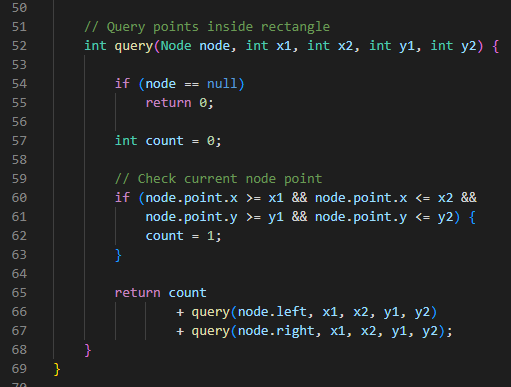 50
51 // Query points inside rectangle
52 int query(Node node, int x1, int x2, int y1, int y2) {
53
54 if (node == null)
55 return 0;
56
57 int count = 0;
58
59 // Check current node point
60 if (node.point.x >= x1 && node.point.x <= x2 &&
61 node.point.y >= y1 && node.point.y <= y2) {
62 count = 1;
63 }
64
65 return count
66 + query(node.left, x1, x2, y1, y2)
67 + query(node.right, x1, x2, y1, y2);
68 }
69 }
70